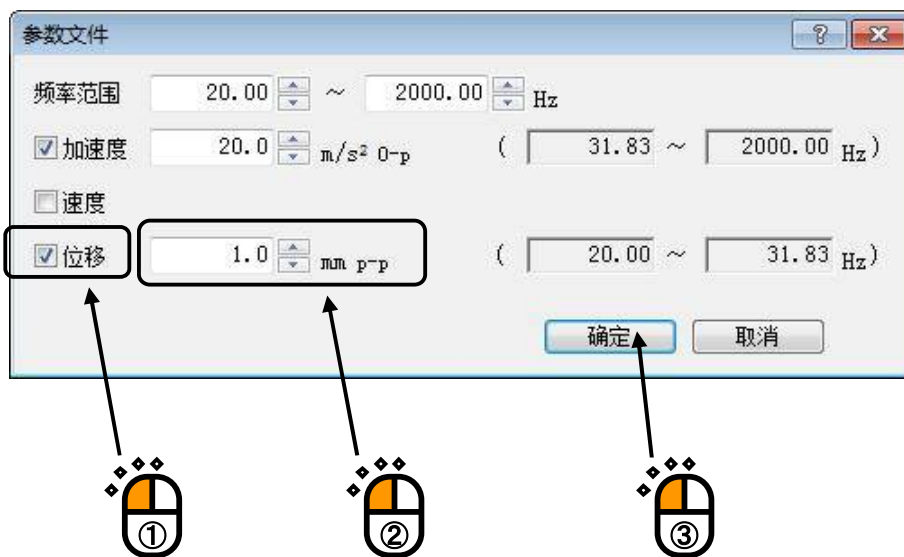 参数文件
频率范围 20.00 ~ 2000.00 Hz
加速度 20.0 m/s² 0-p ( 31.83 ~ 2000.00 Hz)
速度
位移 1.0 mm p-p ( 20.00 ~ 31.83 Hz)
确定 取消
① ② ③